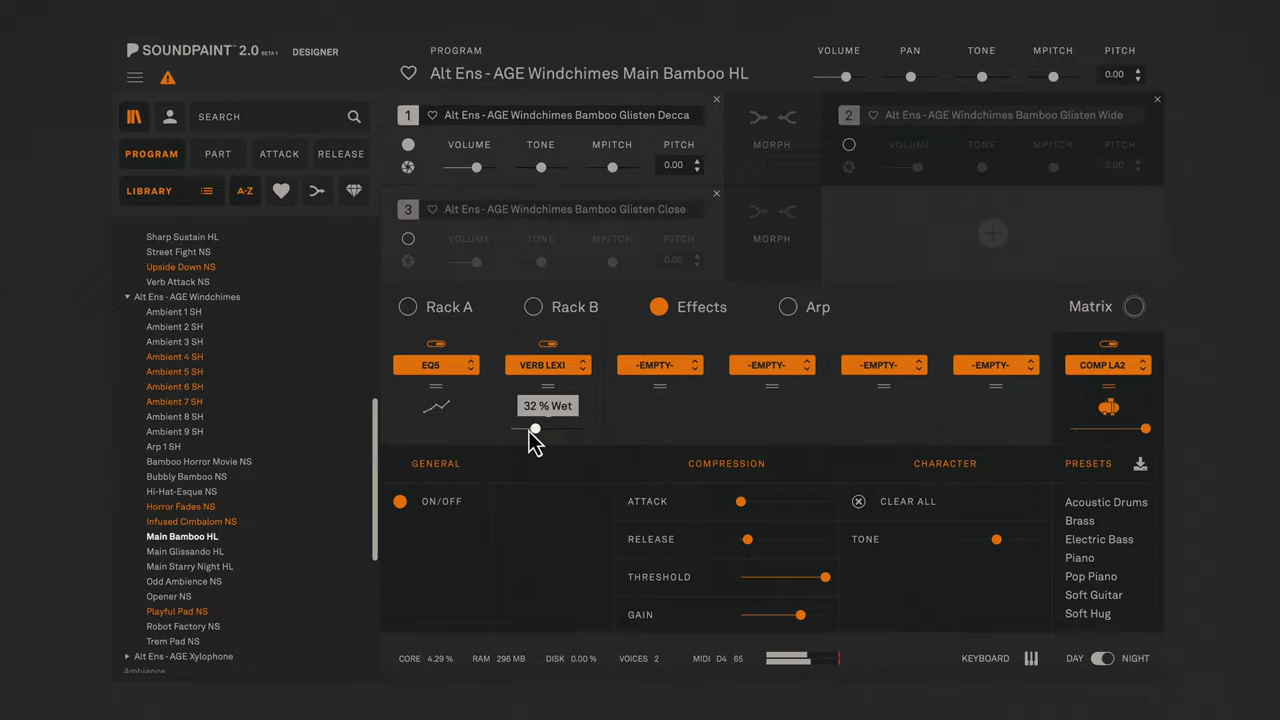 SOUNDPAINT™ 2.0 BETA 1 DESIGNER
PROGRAM
Alt Ens - AGE Windchimes Main Bamboo HL
VOLUME PAN TONE MPITCH PITCH
0.00
SEARCH
PROGRAM PART ATTACK RELEASE
LIBRARY A-Z
1 Alt Ens - AGE Windchimes Bamboo Glisten Decca
VOLUME TONE MPITCH PITCH
0.00
MORPH
2 Alt Ens - AGE Windchimes Bamboo Glisten Wide
VOLUME TONE MPITCH PITCH
0.00
3 Alt Ens - AGE Windchimes Bamboo Glisten Close
VOLUME TONE MPITCH PITCH
0.00
MORPH
Sharp Sustain HL
Street Fight NS
Upside Down NS
Verb Attack NS
Alt Ens - AGE Windchimes
Ambient 1 SH
Ambient 2 SH
Ambient 3 SH
Ambient 4 SH
Ambient 5 SH
Ambient 6 SH
Ambient 7 SH
Ambient 8 SH
Ambient 9 SH
Arp 1 SH
Bamboo Horror Movie NS
Bubbly Bamboo NS
Hi-Hat-Esque NS
Horror Fades NS
Infused Cimbalom NS
Main Bamboo HL
Main Glissando HL
Main Starry Night HL
Odd Ambience NS
Opener NS
Playful Pad NS
Robot Factory NS
Trem Pad NS
Alt Ens - AGE Xylophone
Ambience
Rack A Rack B Effects Arp Matrix
EQ5 VERB LEXI -EMPTY- -EMPTY- -EMPTY- -EMPTY- COMP LA2
32 % Wet
GENERAL COMPRESSION CHARACTER PRESETS
ON/OFF
ATTACK
RELEASE
THRESHOLD
GAIN
CLEAR ALL
TONE
Acoustic Drums
Brass
Electric Bass
Piano
Pop Piano
Soft Guitar
Soft Hug
CORE 4.29 % RAM 296 MB DISK 0.00 % VOICES 2 MIDI D4 65 KEYBOARD DAY NIGHT